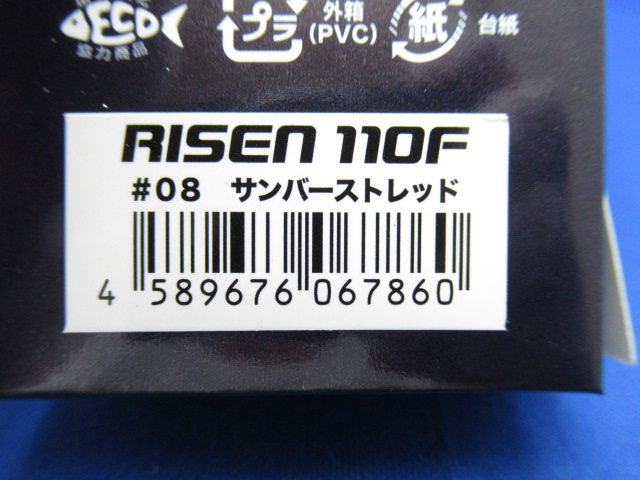 DECO
協力商品
プラ
外箱
(PVC)
紙
台紙
RISEN 110F
#08 サンバーストレッド
4 589676 067860